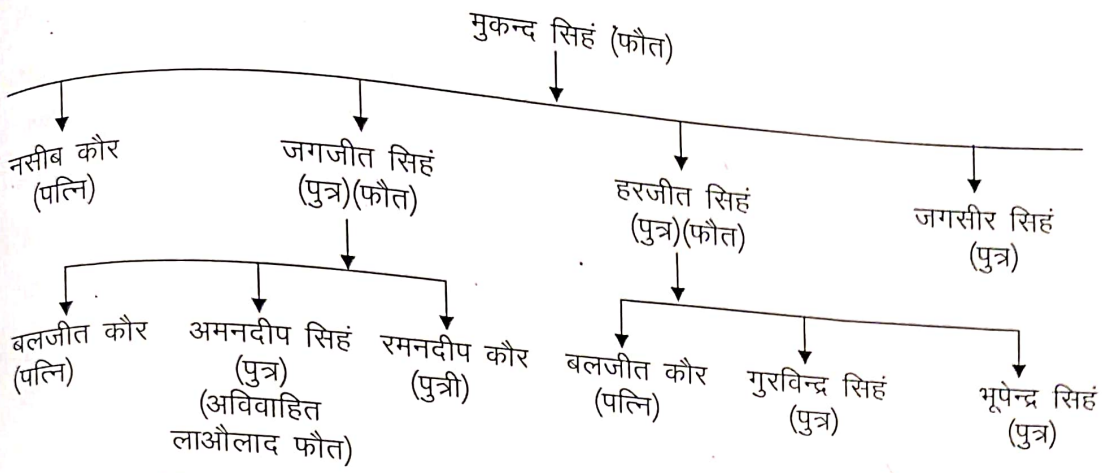 मुकन्द सिहं (फौत)
नसीब कौर
(पत्नि)
जगजीत सिहं
(पुत्र)(फौत)
हरजीत सिहं
(पुत्र)(फौत)
जगसीर सिहं
(पुत्र)
बलजीत कौर
(पत्नि)
अमनदीप सिहं
(पुत्र)
(अविवाहित
लाऔलाद फौत)
रमनदीप कौर
(पुत्री)
बलजीत कौर
(पत्नि)
गुरविन्द्र सिहं
(पुत्र)
भूपेन्द्र सिहं
(पुत्र)